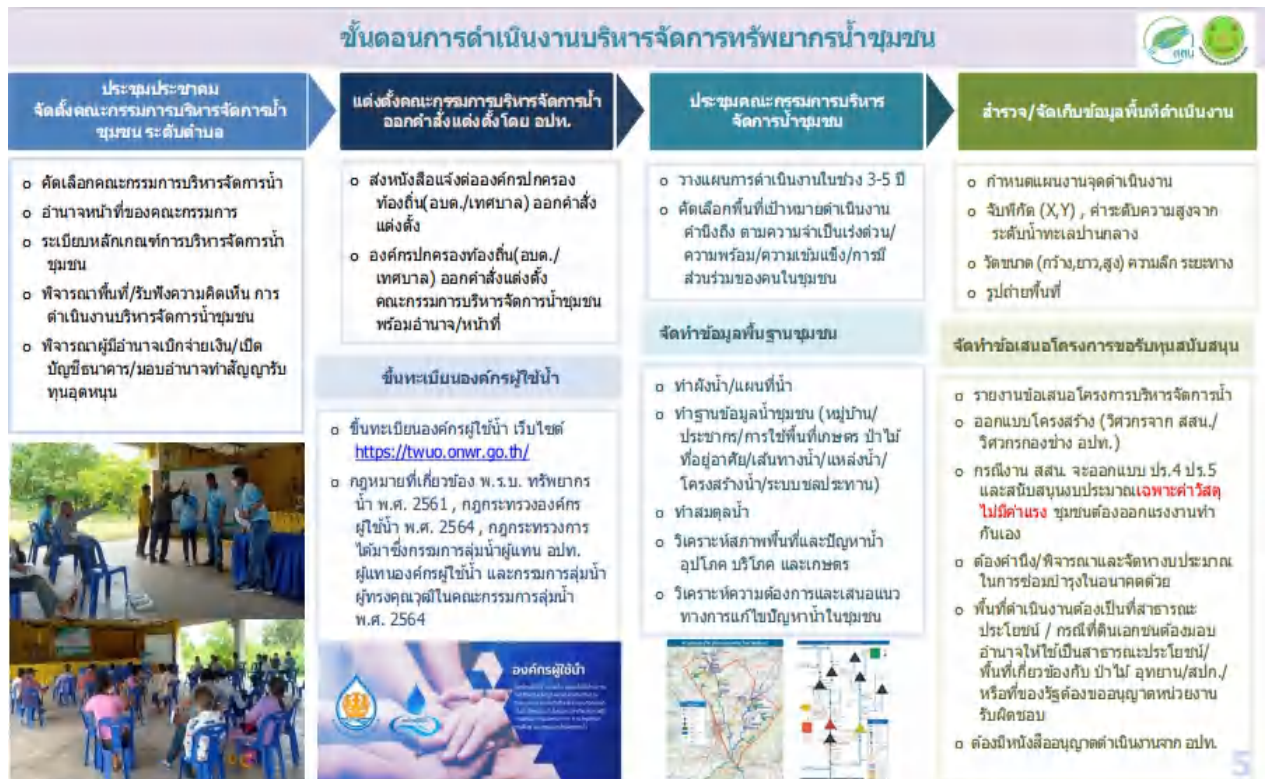 ขั้นตอนการดำเนินงานบริหารจัดการทรัพยากรน้ำชุมชน
สสน
ประชุมประชาคม
จัดตั้งคณะกรรมการบริหารจัดการน้ำ
ชุมชน ระดับตำบล
o คัดเลือกคณะกรรมการบริหารจัดการน้ำ
o อำนาจหน้าที่ของคณะกรรมการ
o ระเบียบหลักเกณฑ์การบริหารจัดการน้ำ
ชุมชน
o พิจารณาพื้นที่/รับฟังความคิดเห็น การ
ดำเนินงานบริหารจัดการน้ำชุมชน
o พิจารณาผู้มีอำนาจเบิกจ่ายเงิน/เปิด
บัญชีธนาคาร/มอบอำนาจทำสัญญารับ
ทุนอุดหนุน
แต่งตั้งคณะกรรมการบริหารจัดการน้ำ
ออกคำสั่งแต่งตั้งโดย อปท.
o ส่งหนังสือแจ้งต่อองค์กรปกครอง
ท้องถิ่น(อบต./เทศบาล) ออกคำสั่ง
แต่งตั้ง
o องค์กรปกครองท้องถิ่น(อบต./
เทศบาล) ออกคำสั่งแต่งตั้ง
คณะกรรมการบริหารจัดการน้ำชุมชน
พร้อมอำนาจ/หน้าที่
ขึ้นทะเบียนองค์กรผู้ใช้น้ำ
o ขึ้นทะเบียนองค์กรผู้ใช้น้ำ เว็บไซต์
https://twuo.onwr.go.th/
o กฎหมายที่เกี่ยวข้อง พ.ร.บ. ทรัพยากร
น้ำ พ.ศ. 2561 , กฎกระทรวงองค์กร
ผู้ใช้น้ำ พ.ศ. 2564 , กฎกระทรวงการ
ได้มาซึ่งกรรมการลุ่มน้ำผู้แทน อปท.
ผู้แทนองค์กรผู้ใช้น้ำ และกรรมการลุ่มน้ำ
ผู้ทรงคุณวุฒิในคณะกรรมการลุ่มน้ำ
พ.ศ. 2564
องค์กรผู้ใช้น้ำ
ประชุมคณะกรรมการบริหาร
จัดการน้ำชุมชน
o วางแผนการดำเนินงานในช่วง 3-5 ปี
o คัดเลือกพื้นที่เป้าหมายดำเนินงาน
คำนึงถึง ตามความจำเป็นเร่งด่วน/
ความพร้อม/ความเข้มแข็ง/การมี
ส่วนร่วมของคนในชุมชน
จัดทำข้อมูลพื้นฐานชุมชน
o ทำผังน้ำ/แผนที่น้ำ
o ทำฐานข้อมูลน้ำชุมชน (หมู่บ้าน/
ประชากร/การใช้พื้นที่เกษตร ป่าไม้
ที่อยู่อาศัย/เส้นทางน้ำ/แหล่งน้ำ/
โครงสร้างน้ำ/ระบบชลประทาน)
o ทำสมดุลน้ำ
o วิเคราะห์สภาพพื้นที่และปัญหาน้ำ
อุปโภค บริโภค และเกษตร
o วิเคราะห์ความต้องการและเสนอแนว
ทางการแก้ไขปัญหาน้ำในชุมชน
สำรวจ/จัดเก็บข้อมูลพื้นที่ดำเนินงาน
o กำหนดแผนงานจุดดำเนินงาน
o จับพิกัด (X,Y) , ค่าระดับความสูงจาก
ระดับน้ำทะเลปานกลาง
o วัดขนาด (กว้าง,ยาว,สูง) ความลึก ระยะทาง
o รูปถ่ายพื้นที่
จัดทำข้อเสนอโครงการขอรับทุนสนับสนุน
o รายงานข้อเสนอโครงการบริหารจัดการน้ำ
o ออกแบบโครงสร้าง (วิศวกรจาก สสน./
วิศวกรกองช่าง อปท.)
o กรณีงาน สสน. จะออกแบบ ปร.4 ปร.5
และสนับสนุนงบประมาณเฉพาะค่าวัสดุ
ไม่มีค่าแรง ชุมชนต้องออกแรงงานทำ
กันเอง
o ต้องคำนึง/พิจารณาและจัดหางบประมาณ
ในการซ่อมบำรุงในอนาคตด้วย
o พื้นที่ดำเนินงานต้องเป็นที่สาธารณะ
ประโยชน์ / กรณีที่ดินเอกชนต้องมอบ
อำนาจให้ใช้เป็นสาธารณะประโยชน์/
พื้นที่เกี่ยวข้องกับ ป่าไม้ อุทยาน/สปก./
หรือที่ของรัฐต้องขออนุญาตหน่วยงาน
รับผิดชอบ
o ต้องมีหนังสืออนุญาตดำเนินงานจาก อปท.
5